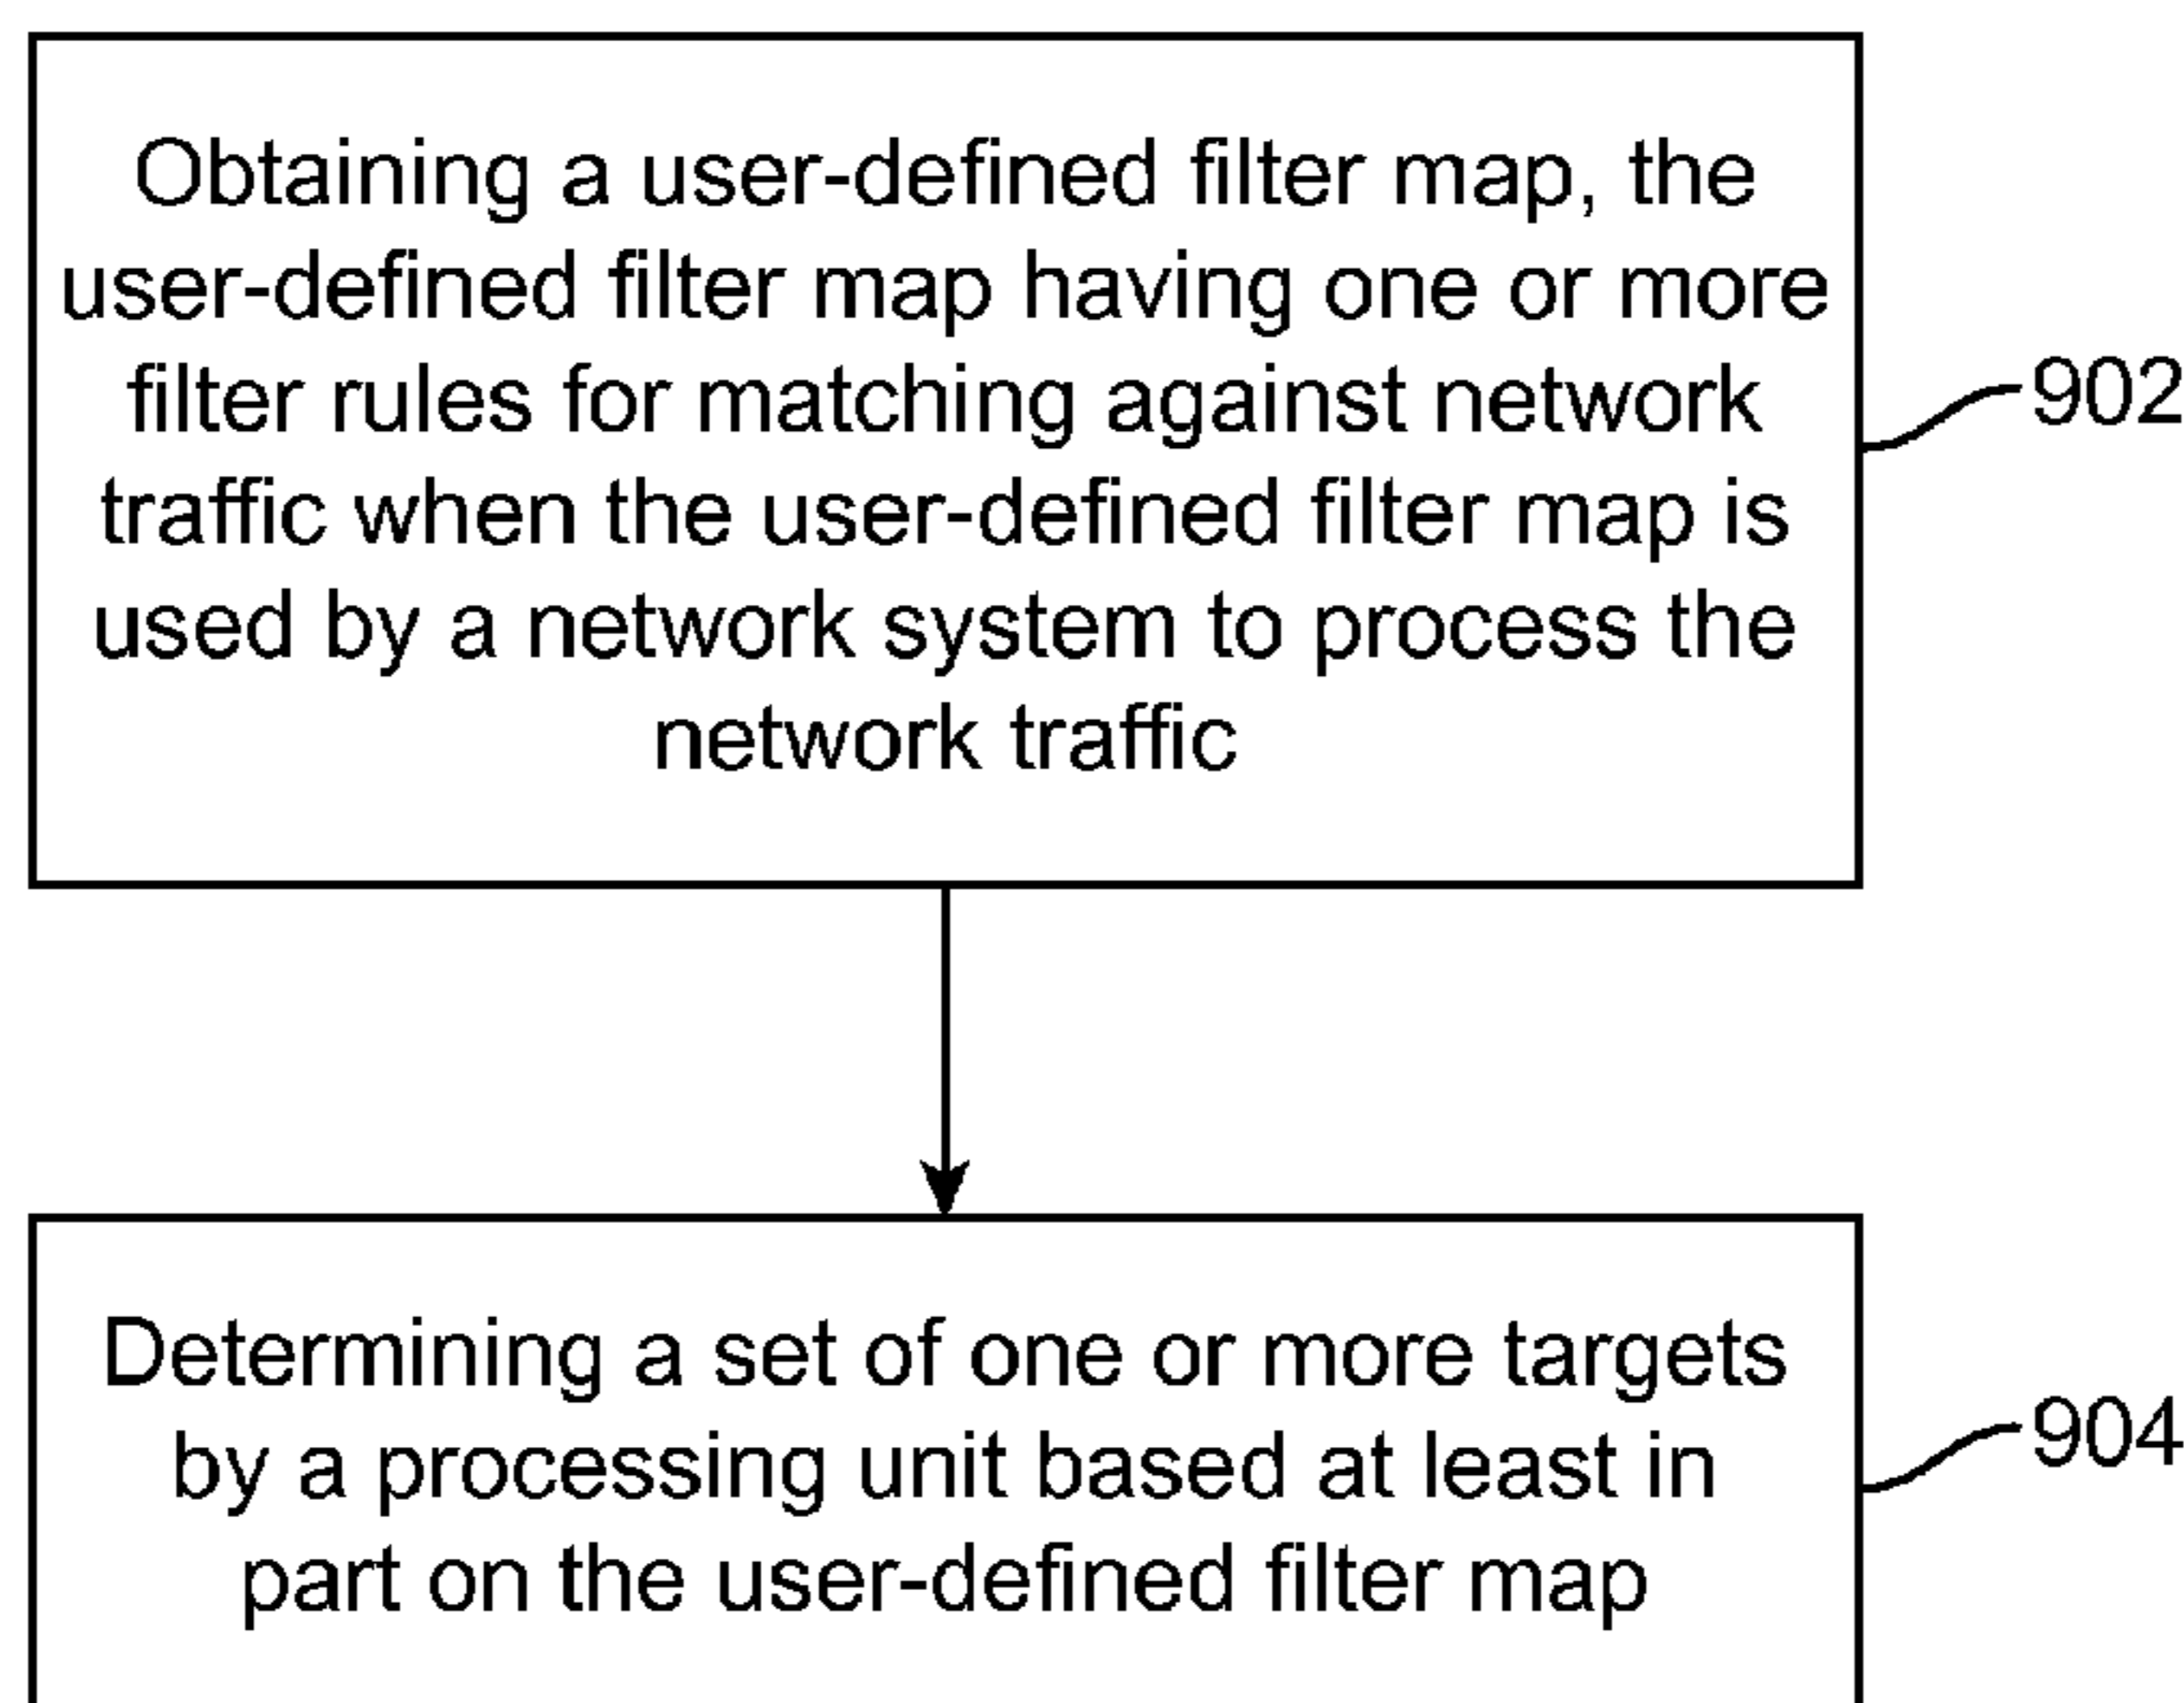 Obtaining a user-defined filter map, the
user-defined filter map having one or more
filter rules for matching against network
traffic when the user-defined filter map is
used by a network system to process the
network traffic
902
Determining a set of one or more targets
by a processing unit based at least in
part on the user-defined filter map
904